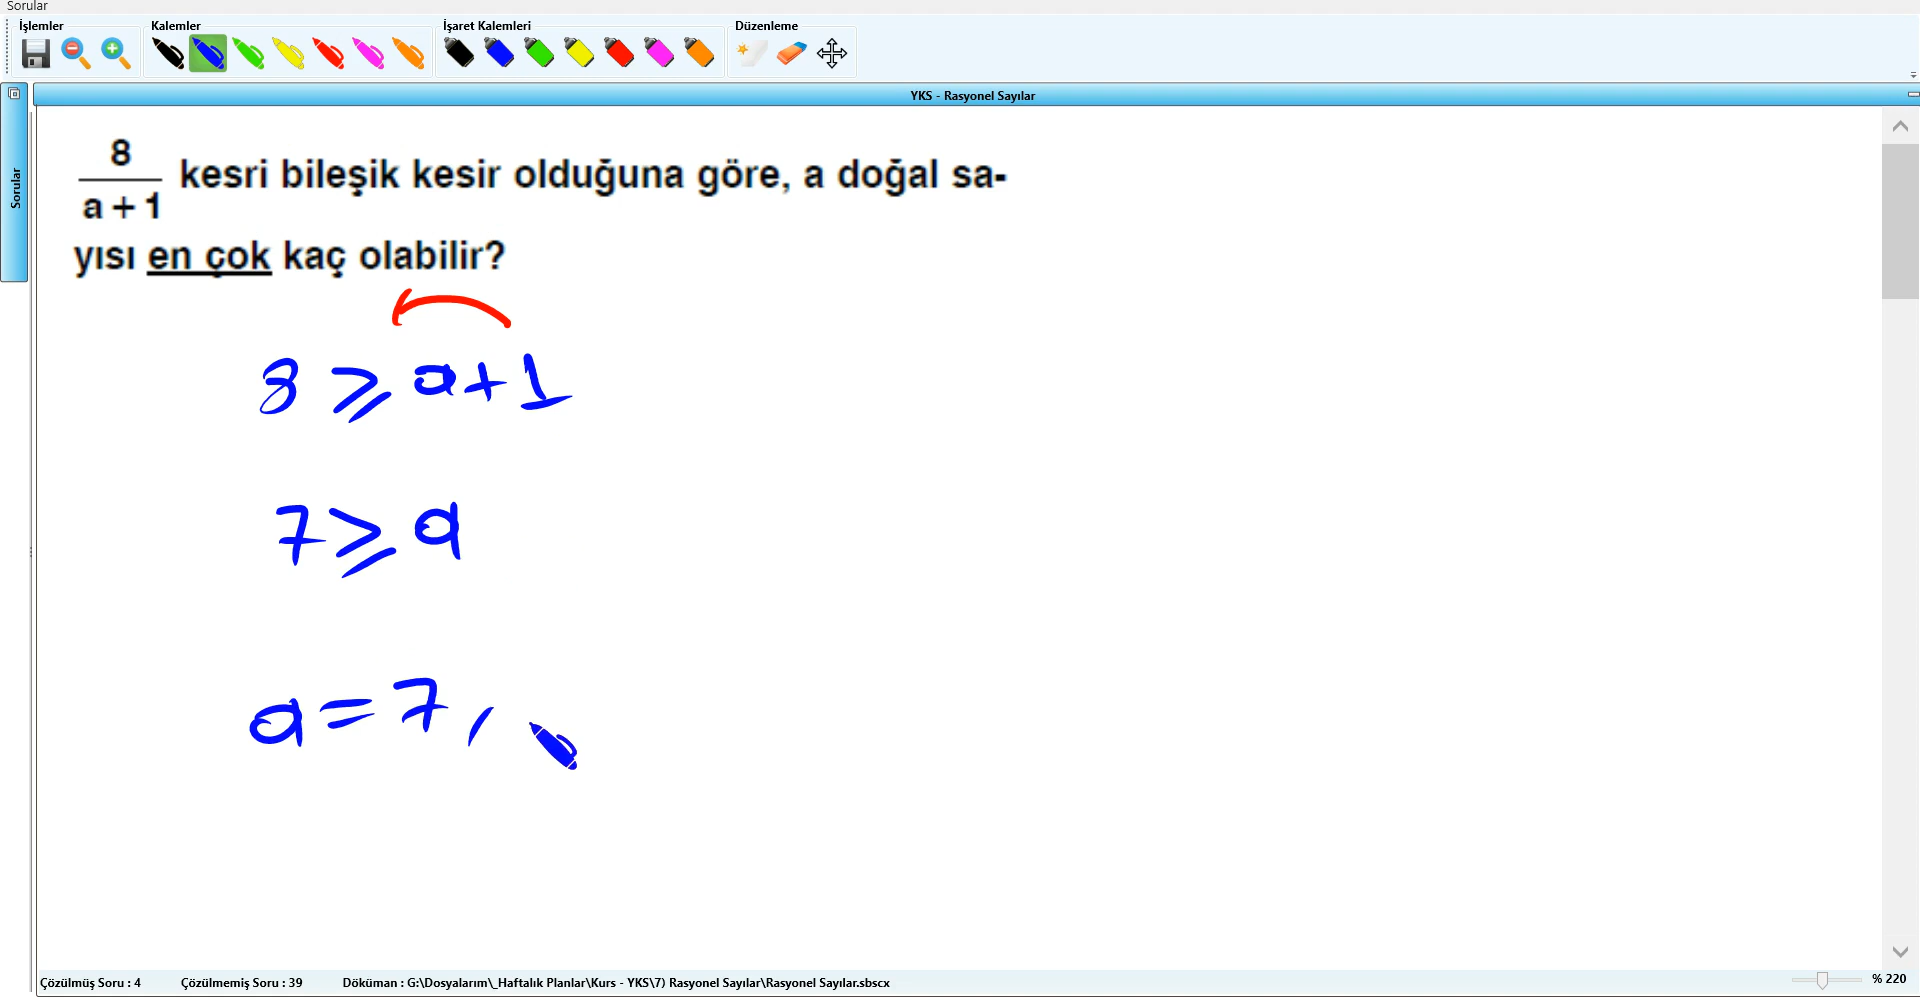 Sorular
İşlemler
Kalemler
İşaret Kalemleri
Düzenleme
YKS - Rasyonel Sayılar
Sorular
8
a + 1
kesri bileşik kesir olduğuna göre, a doğal sa-
yısı en çok kaç olabilir?
8 ⩾ a+1
7 ⩾ a
a = 7,
Çözülmüş Soru : 4
Çözülmemiş Soru : 39
Döküman : G:\Dosyalarım\_Haftalık Planlar\Kurs - YKS\7) Rasyonel Sayılar\Rasyonel Sayılar.sbscx
% 220